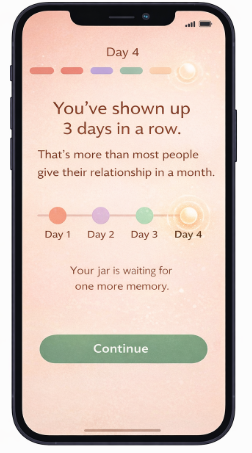 Day 4
You've shown up
3 days in a row.
That's more than most people
give their relationship in a month.
Day 1 Day 2 Day 3 Day 4
Your jar is waiting for
one more memory.
Continue